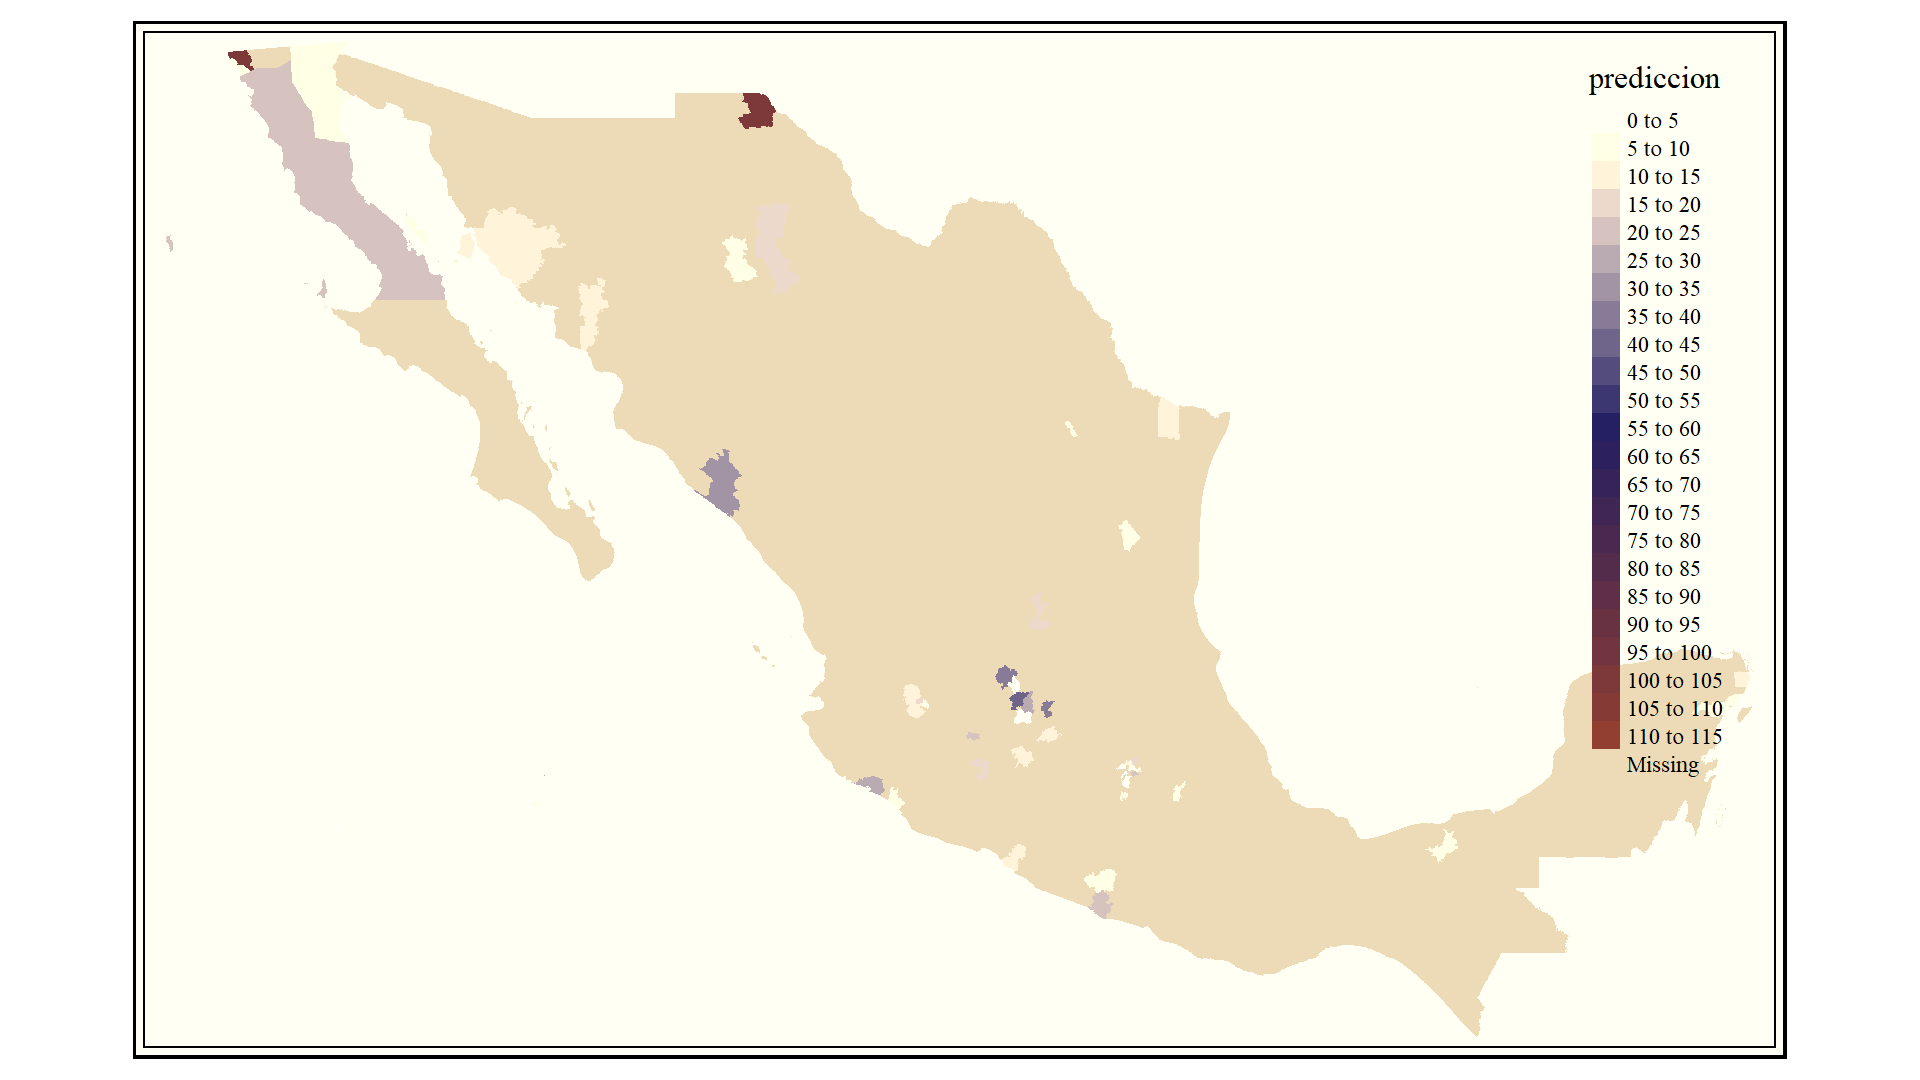 prediccion
0 to 5
5 to 10
10 to 15
15 to 20
20 to 25
25 to 30
30 to 35
35 to 40
40 to 45
45 to 50
50 to 55
55 to 60
60 to 65
65 to 70
70 to 75
75 to 80
80 to 85
85 to 90
90 to 95
95 to 100
100 to 105
105 to 110
110 to 115
Missing